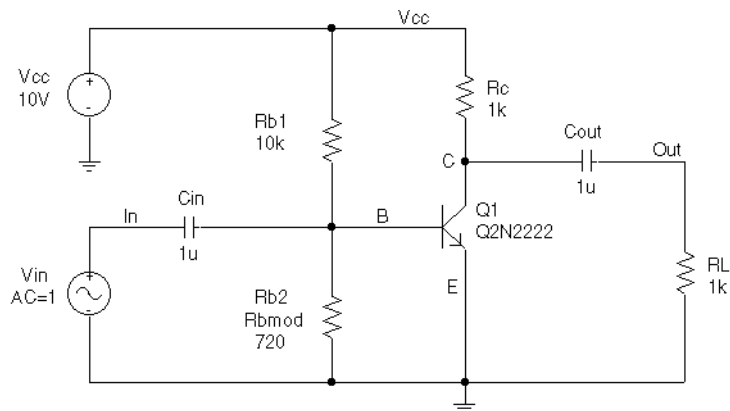 Vcc
Vcc
10V
+
-
Rb1
10k
Rc
1k
Cout
1u
Out
C
Cin
1u
In
B
Q1
Q2N2222
E
Vin
AC=1
+
-
Rb2
Rbmod
720
RL
1k